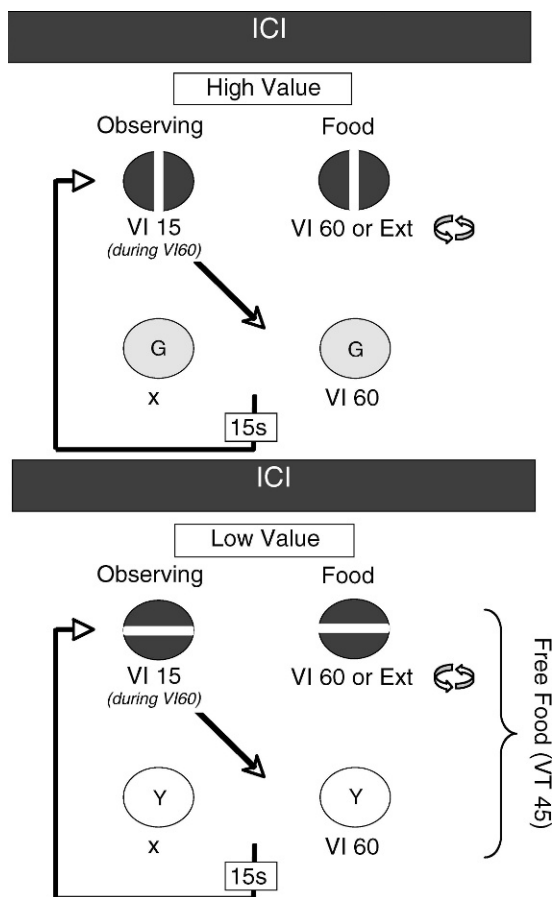 ICI
High Value
Observing Food
VI 15 VI 60 or Ext
(during VI60)
G G
x VI 60
15s
ICI
Low Value
Observing Food
VI 15 VI 60 or Ext
(during VI60)
Y Y
x VI 60
15s
Free Food (VT 45)